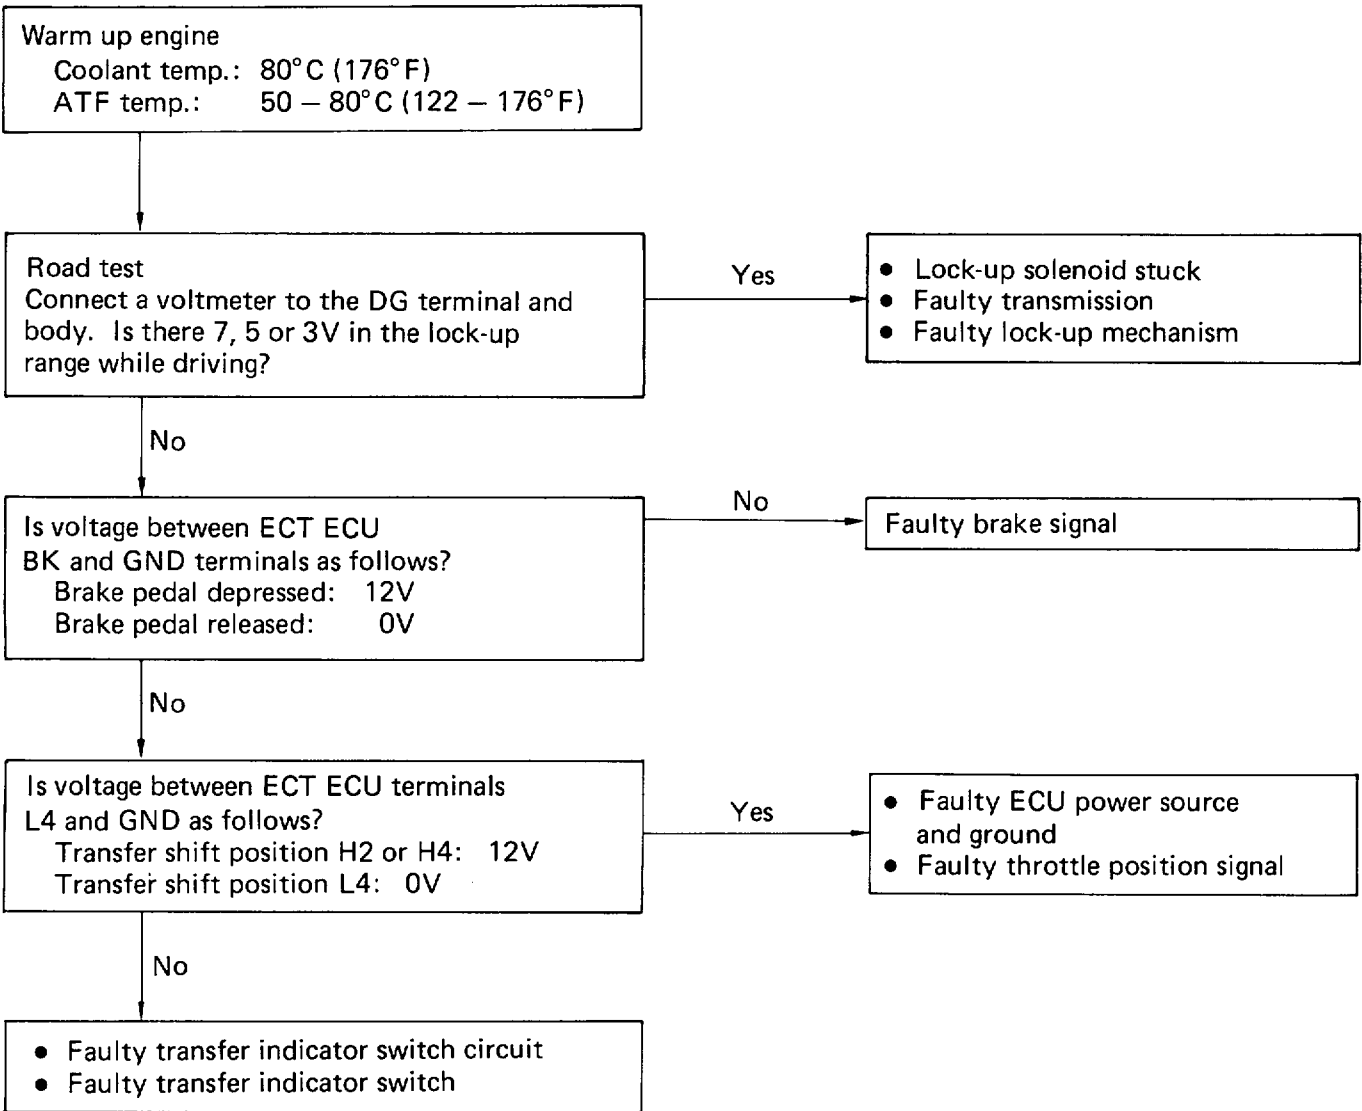 Warm up engine
Coolant temp.: 80°C (176°F)
ATF temp.: 50 – 80°C (122 – 176°F)
Road test
Connect a voltmeter to the DG terminal and
body. Is there 7, 5 or 3V in the lock-up
range while driving?
Yes
• Lock-up solenoid stuck
• Faulty transmission
• Faulty lock-up mechanism
No
Is voltage between ECT ECU
BK and GND terminals as follows?
Brake pedal depressed: 12V
Brake pedal released: 0V
No
Faulty brake signal
No
Is voltage between ECT ECU terminals
L4 and GND as follows?
Transfer shift position H2 or H4: 12V
Transfer shift position L4: 0V
Yes
• Faulty ECU power source
and ground
• Faulty throttle position signal
No
• Faulty transfer indicator switch circuit
• Faulty transfer indicator switch